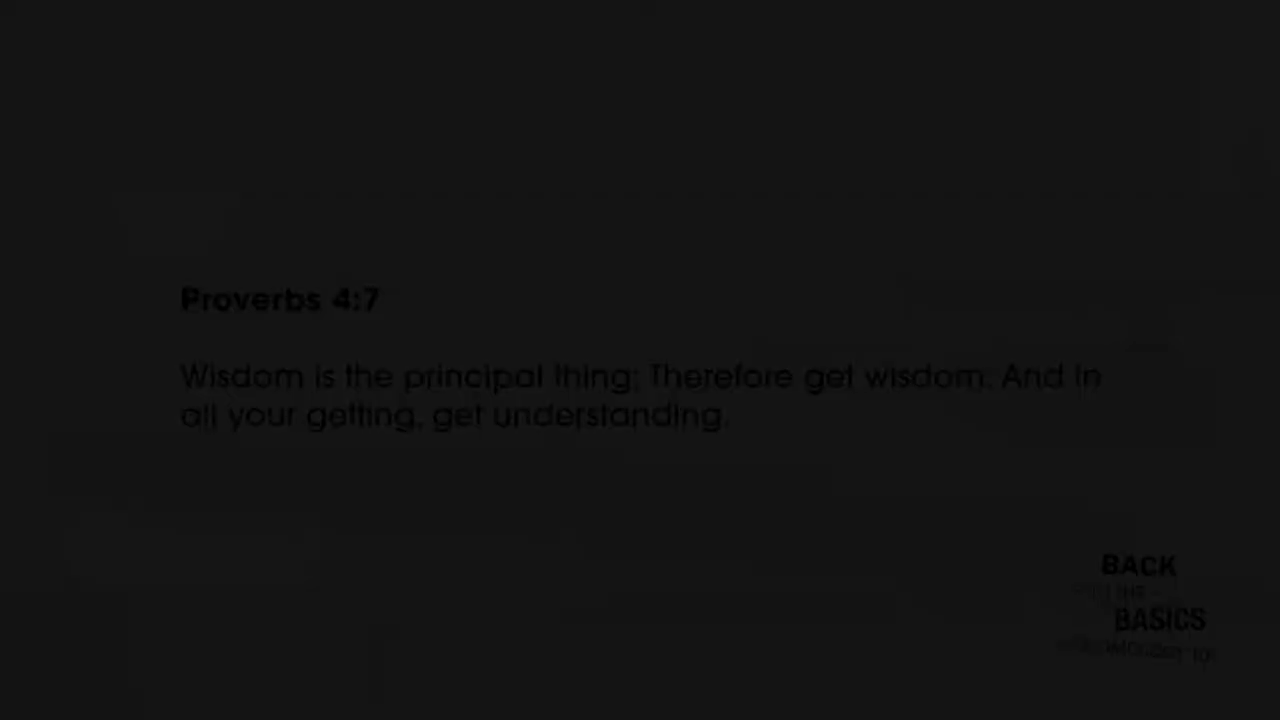 Proverbs 4:7
Wisdom is the principal thing; Therefore get wisdom. And in
all your getting, get understanding.
BACK
BASICS